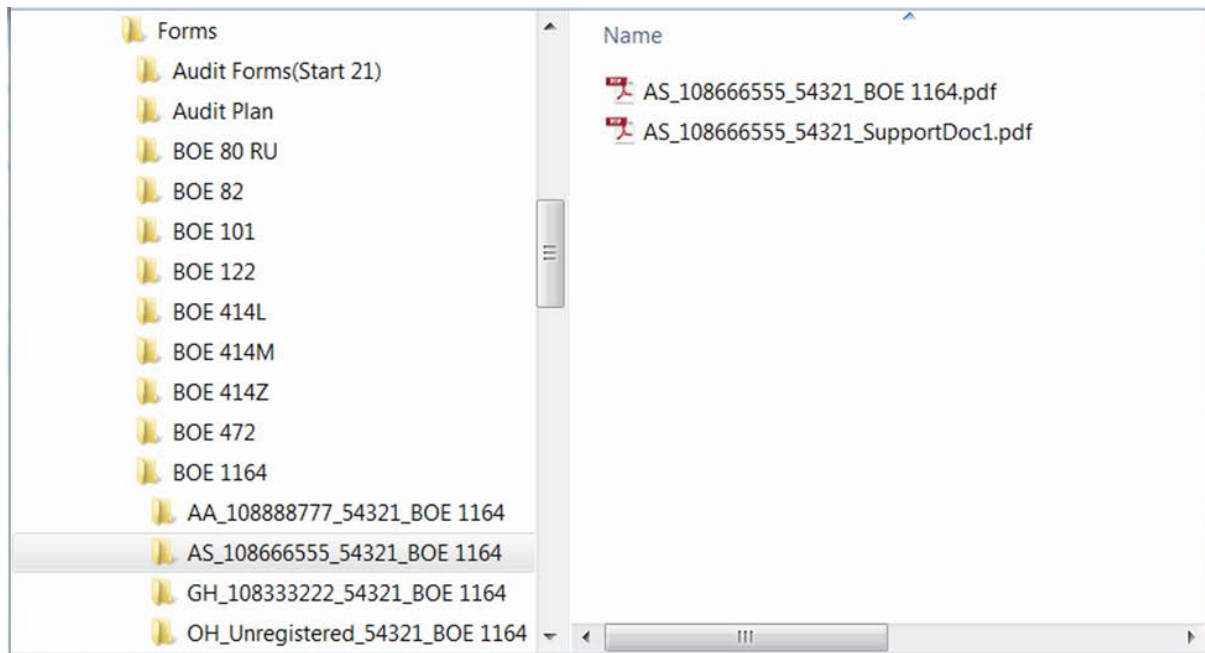 Forms
Audit Forms(Start 21)
Audit Plan
BOE 80 RU
BOE 82
BOE 101
BOE 122
BOE 414L
BOE 414M
BOE 414Z
BOE 472
BOE 1164
AA_108888777_54321_BOE 1164
AS_108666555_54321_BOE 1164
GH_108333222_54321_BOE 1164
OH_Unregistered_54321_BOE 1164
Name
AS_108666555_54321_BOE 1164.pdf
AS_108666555_54321_SupportDoc1.pdf